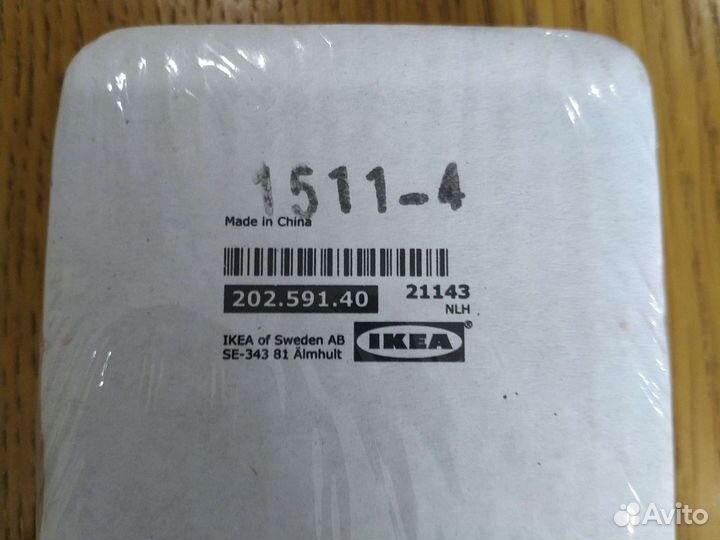 1511-4
Made in China
202.591.40 21143
NLH
IKEA of Sweden AB
SE-343 81 Älmhult
IKEA®
Avito